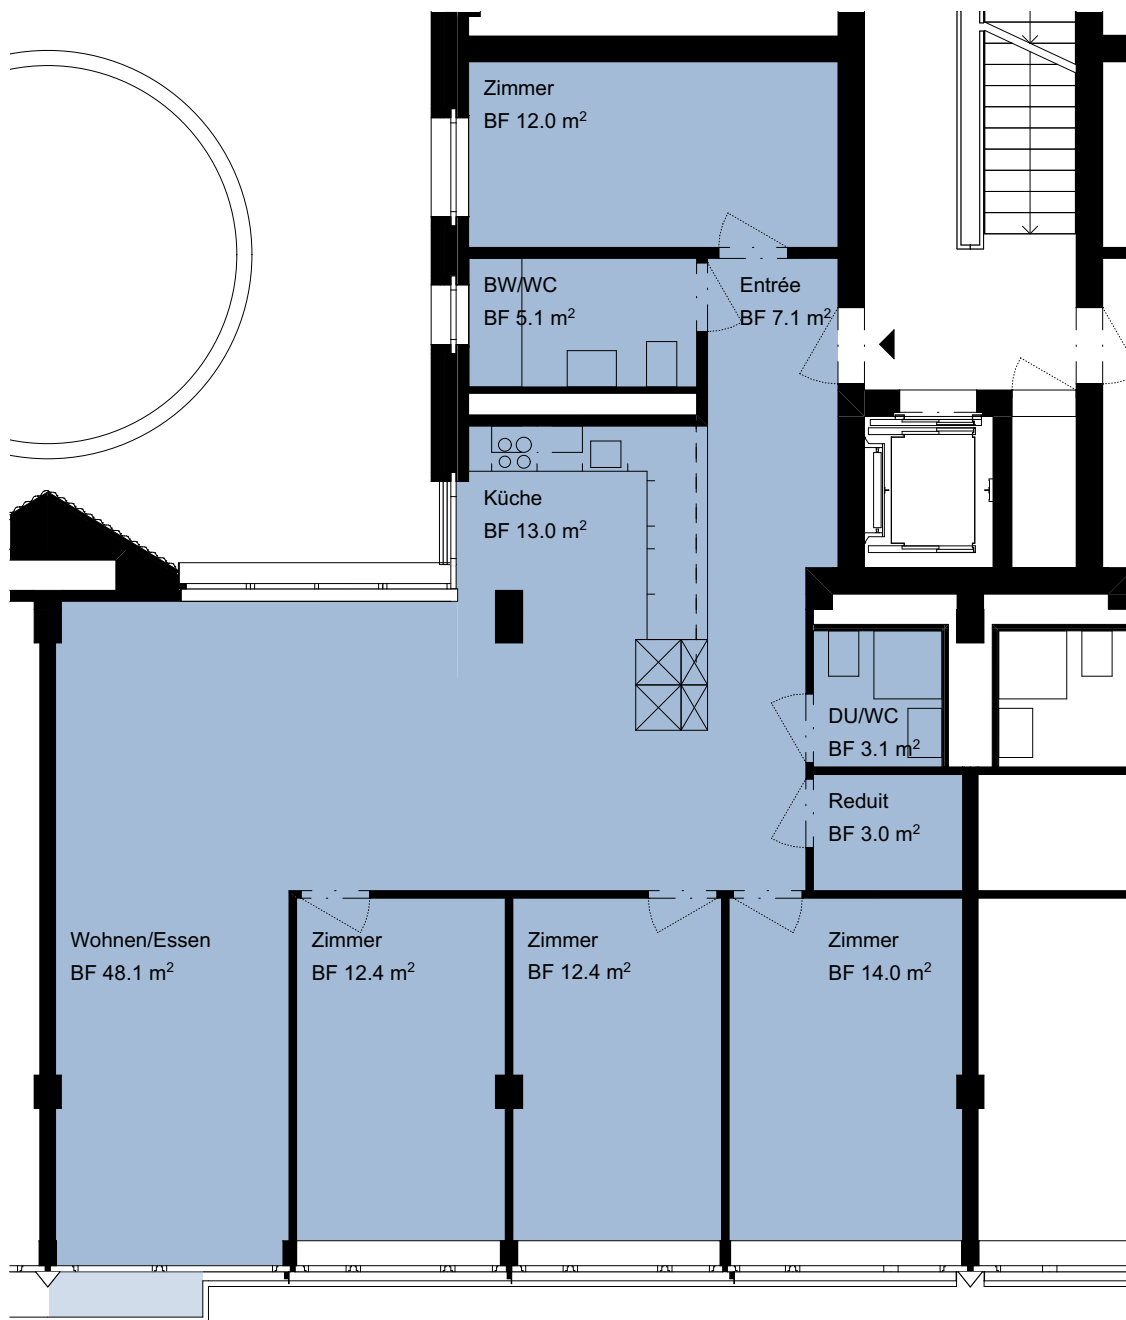 Zimmer
BF 12.0 m²
BW/WC
BF 5.1 m²
Entrée
BF 7.1 m²
Küche
BF 13.0 m²
DU/WC
BF 3.1 m²
Reduit
BF 3.0 m²
Wohnen/Essen
BF 48.1 m²
Zimmer
BF 12.4 m²
Zimmer
BF 12.4 m²
Zimmer
BF 14.0 m²